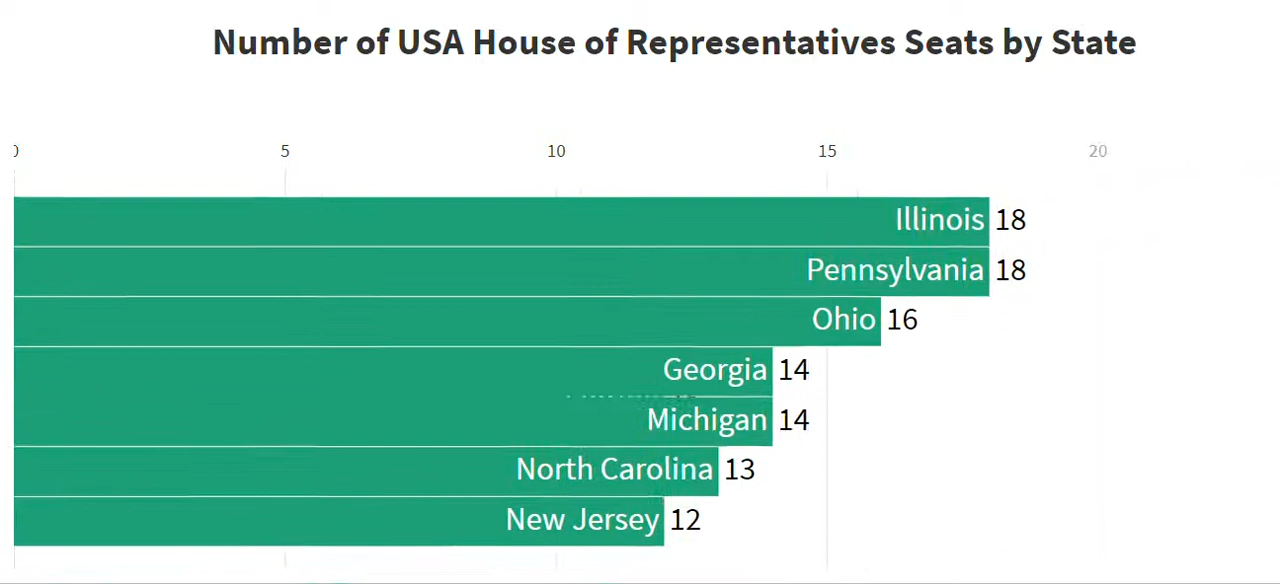 Number of USA House of Representatives Seats by State
0 5 10 15 20
Illinois 18
Pennsylvania 18
Ohio 16
Georgia 14
Michigan 14
North Carolina 13
New Jersey 12